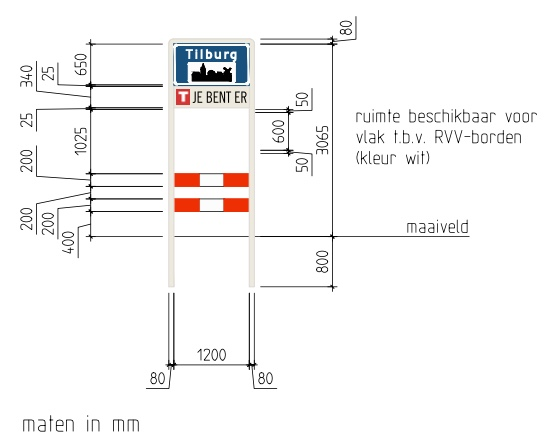 80
650
25
340
Tilburg
T JE BENT ER
25
50
600
50
1025
3065
ruimte beschikbaar voor
vlak t.b.v. RVV-borden
(kleur wit)
200
200
200
400
maaiveld
800
1200
80
80
maten in mm